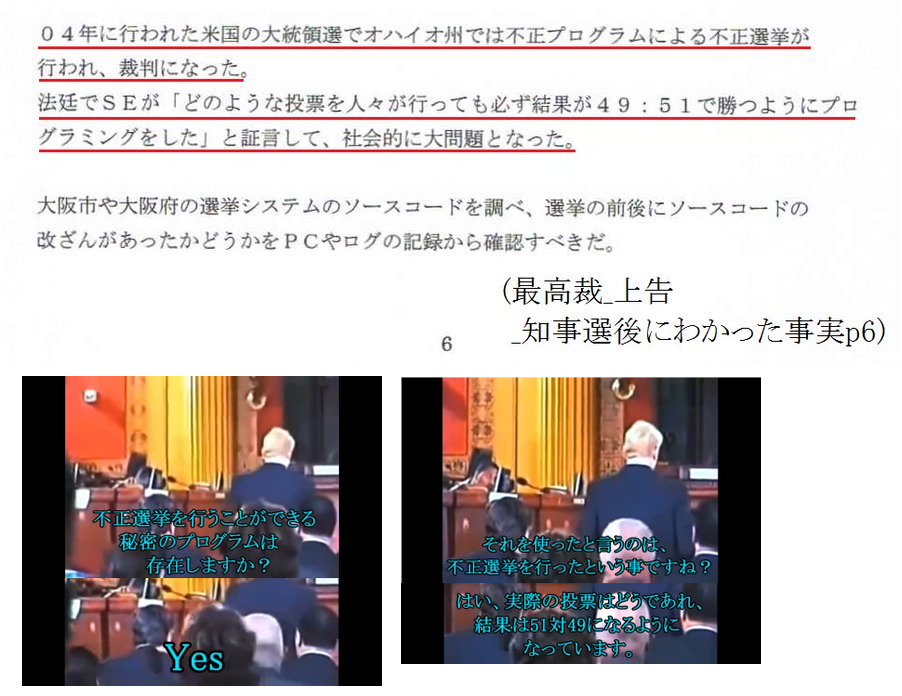 ０４年に行われた米国の大統領選でオハイオ州では不正プログラムによる不正選挙が
行われ、裁判になった。
法廷でＳＥが「どのような投票を人々が行っても必ず結果が４９：５１で勝つようにプロ
グラミングをした」と証言して、社会的に大問題となった。
大阪市や大阪府の選挙システムのソースコードを調べ、選挙の前後にソースコードの
改ざんがあったかどうかをＰＣやログの記録から確認すべきだ。
(最高裁_上告
_知事選後にわかった事実p6)
6
不正選挙を行うことができる
秘密のプログラムは
存在しますか？
Yes
それを使ったと言うのは、
不正選挙を行ったという事ですね？
はい、実際の投票はどうであれ、
結果は51対49になるように
なっています。